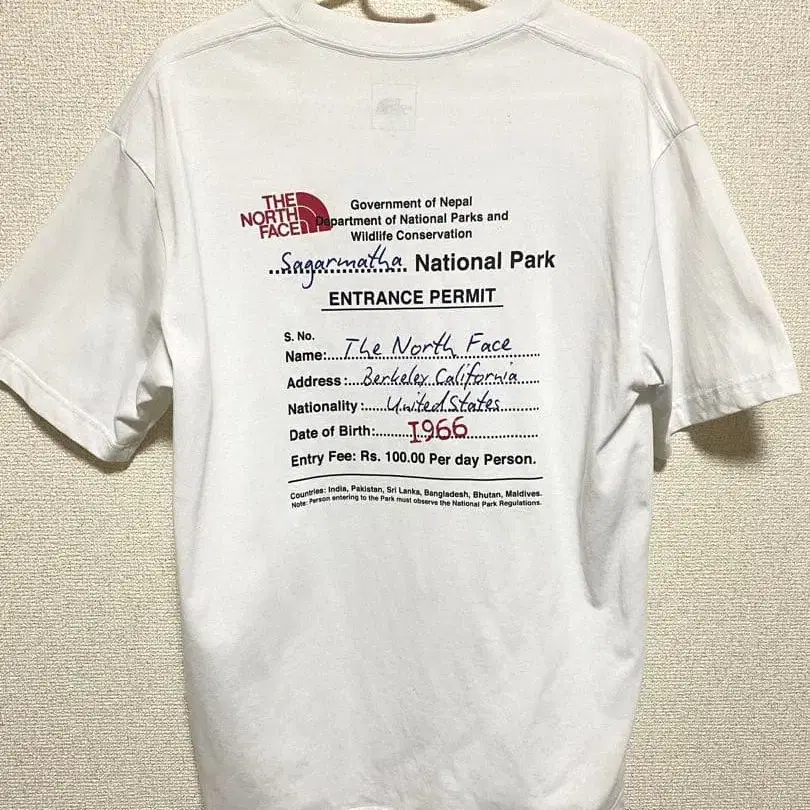 THE
NORTH
FACE
Government of Nepal
Department of National Parks and
Wildlife Conservation
Sagarmatha National Park
ENTRANCE PERMIT
S. No.
Name: The North Face
Address: Berkeley California
Nationality: United States
Date of Birth: 1966
Entry Fee: Rs. 100.00 Per day Person.
Countries: India, Pakistan, Sri Lanka, Bangladesh, Bhutan, Maldives.
Note: Person entering to the Park must observe the National Park Regulations.